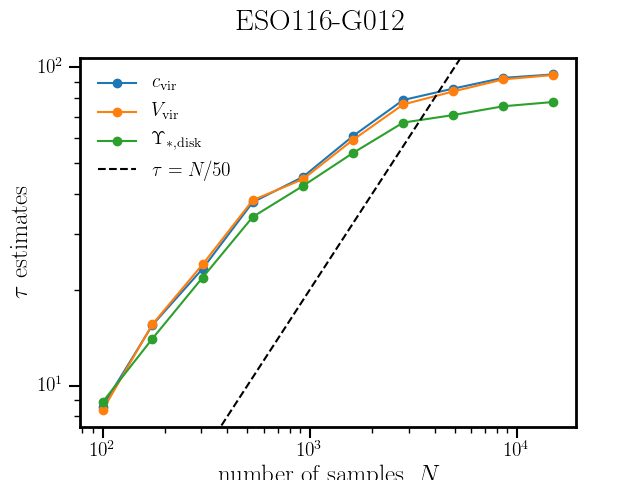 ESO116-G012
10²
c_vir
V_vir
Υ_*,disk
τ = N/50
τ estimates
10¹
10² 10³ 10⁴
number of samples, N